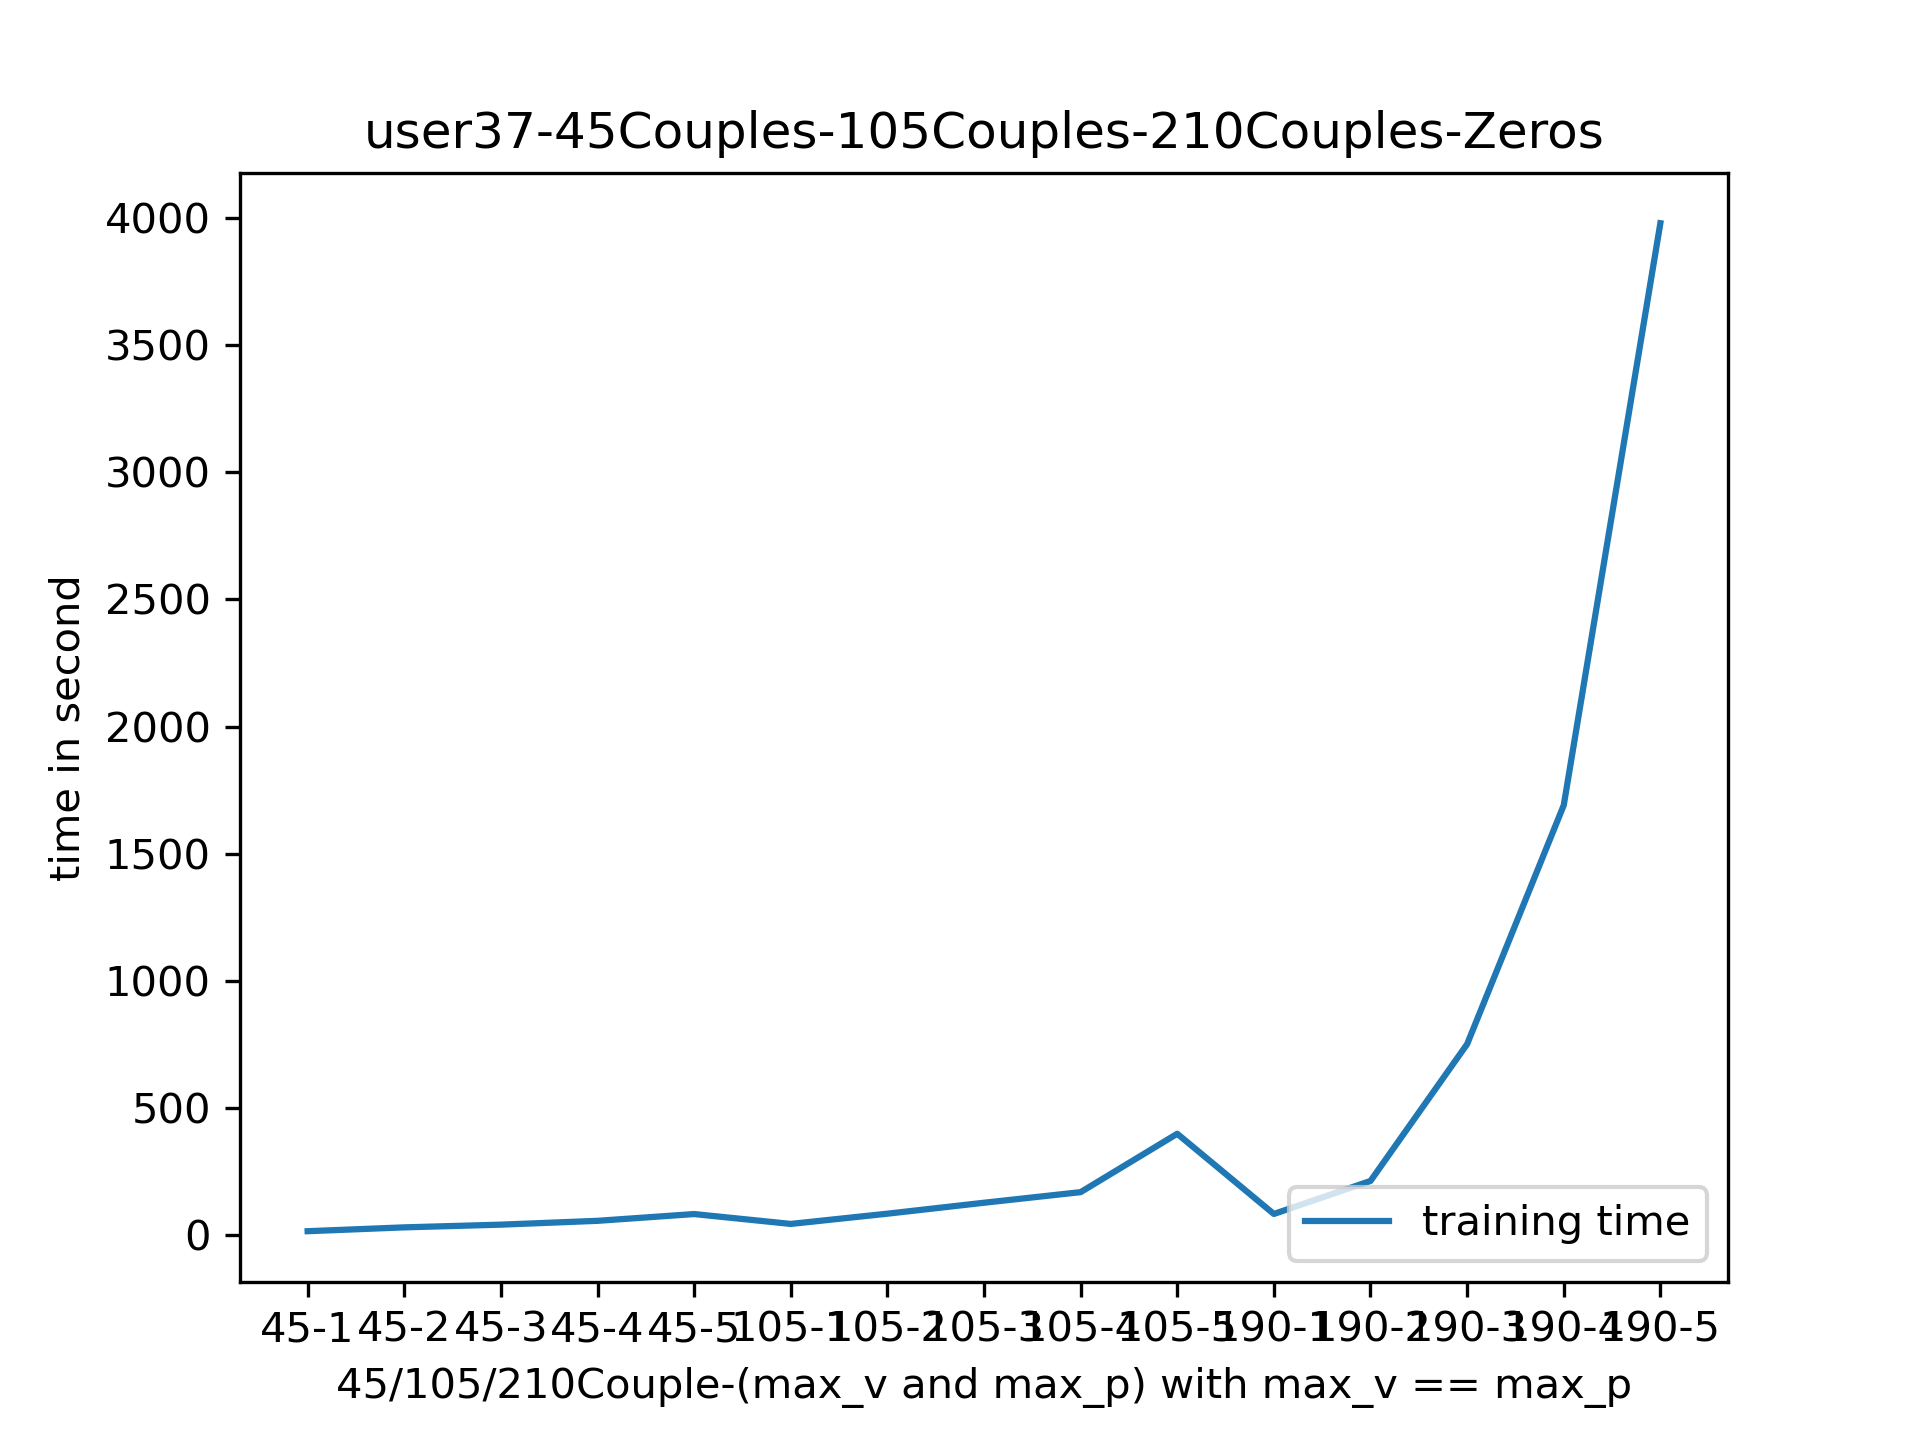 user37-45Couples-105Couples-210Couples-Zeros
4000
3500
3000
2500
2000
1500
1000
500
0
time in second
training time
45-1 45-2 45-3 45-4 45-5 105-1 105-2 105-3 105-4 105-5 190-1 190-2 190-3 190-4 190-5
45/105/210Couple-(max_v and max_p) with max_v == max_p